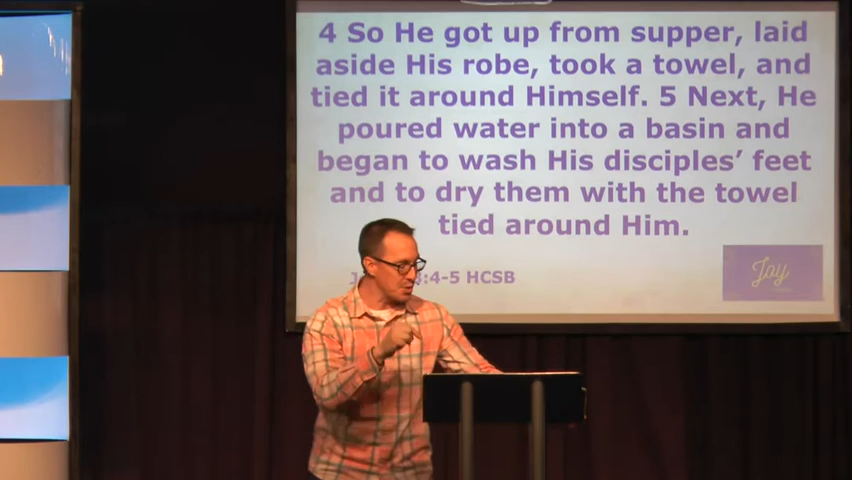 4 So He got up from supper, laid
aside His robe, took a towel, and
tied it around Himself. 5 Next, He
poured water into a basin and
began to wash His disciples’ feet
and to dry them with the towel
tied around Him.
:4-5 HCSB
Joy